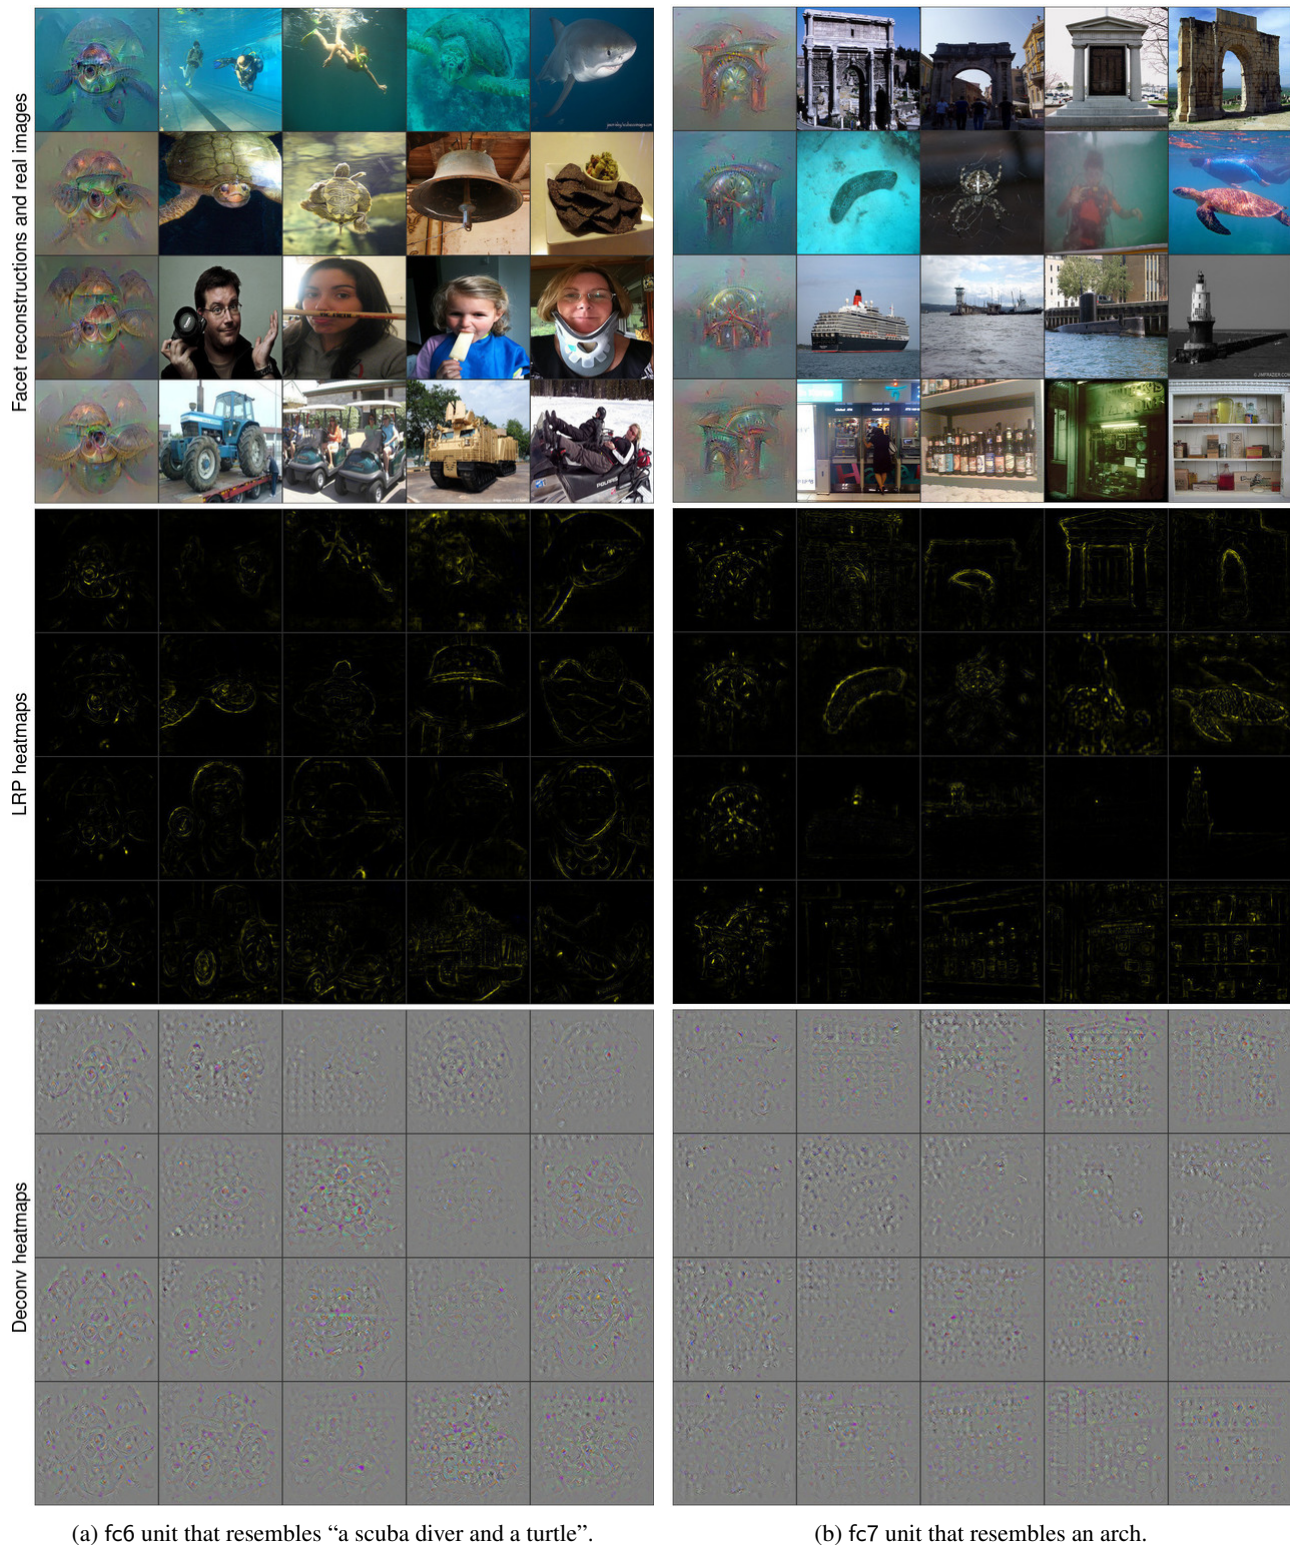 Facet reconstructions and real images
LRP heatmaps
Deconv heatmaps
(a) fc6 unit that resembles “a scuba diver and a turtle”.
(b) fc7 unit that resembles an arch.
POLARIS